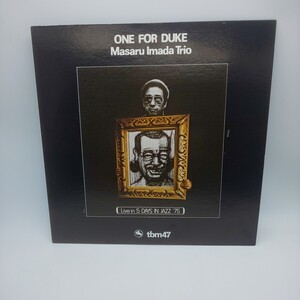 ONE FOR DUKE
Masaru Imada Trio
Live in 5 DAYS IN JAZZ '75
tbm47